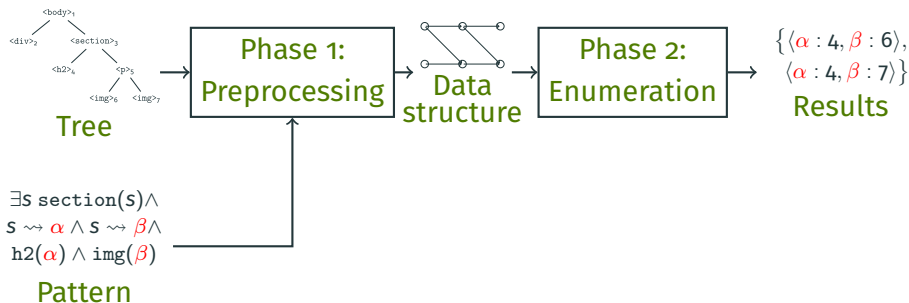 <body>₁
<div>₂ <section>₃
<h2>₄ <p>₅
<img>₆ <img>₇
Tree
Phase 1:
Preprocessing
Data
structure
Phase 2:
Enumeration
{⟨α : 4, β : 6⟩,
⟨α : 4, β : 7⟩}
Results
∃s section(s)∧
s ⇝ α ∧ s ⇝ β∧
h2(α) ∧ img(β)
Pattern